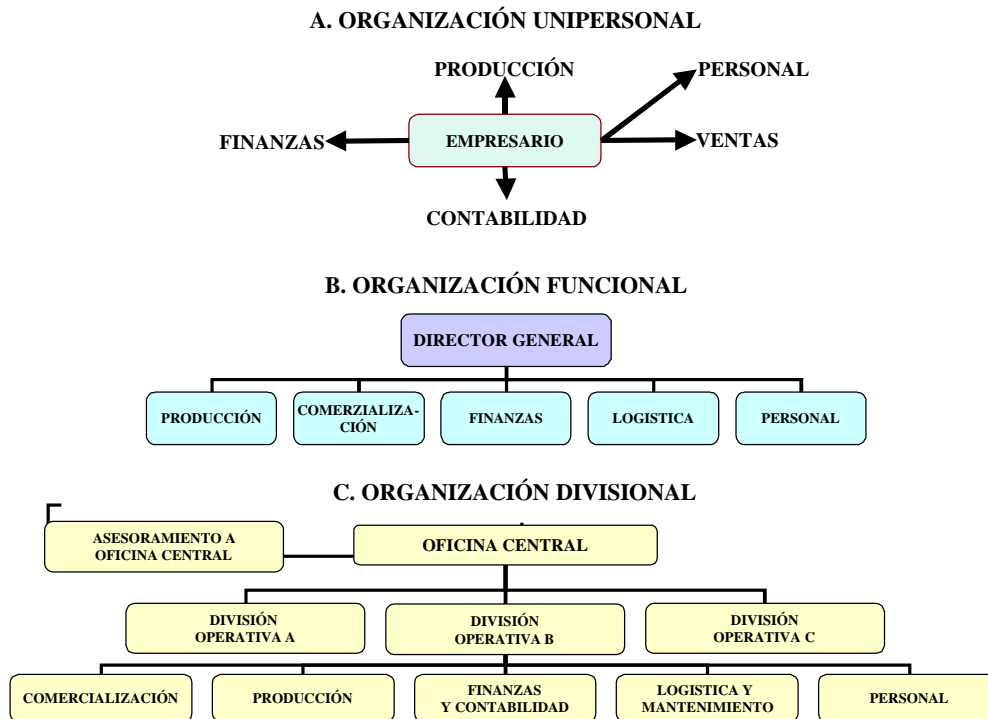 A. ORGANIZACIÓN UNIPERSONAL
PRODUCCIÓN
PERSONAL
FINANZAS
EMPRESARIO
VENTAS
CONTABILIDAD
B. ORGANIZACIÓN FUNCIONAL
DIRECTOR GENERAL
PRODUCCIÓN
COMERZIALIZA-
CIÓN
FINANZAS
LOGISTICA
PERSONAL
C. ORGANIZACIÓN DIVISIONAL
ASESORAMIENTO A
OFICINA CENTRAL
OFICINA CENTRAL
DIVISIÓN
OPERATIVA A
DIVISIÓN
OPERATIVA B
DIVISIÓN
OPERATIVA C
COMERCIALIZACIÓN
PRODUCCIÓN
FINANZAS
Y CONTABILIDAD
LOGISTICA Y
MANTENIMIENTO
PERSONAL